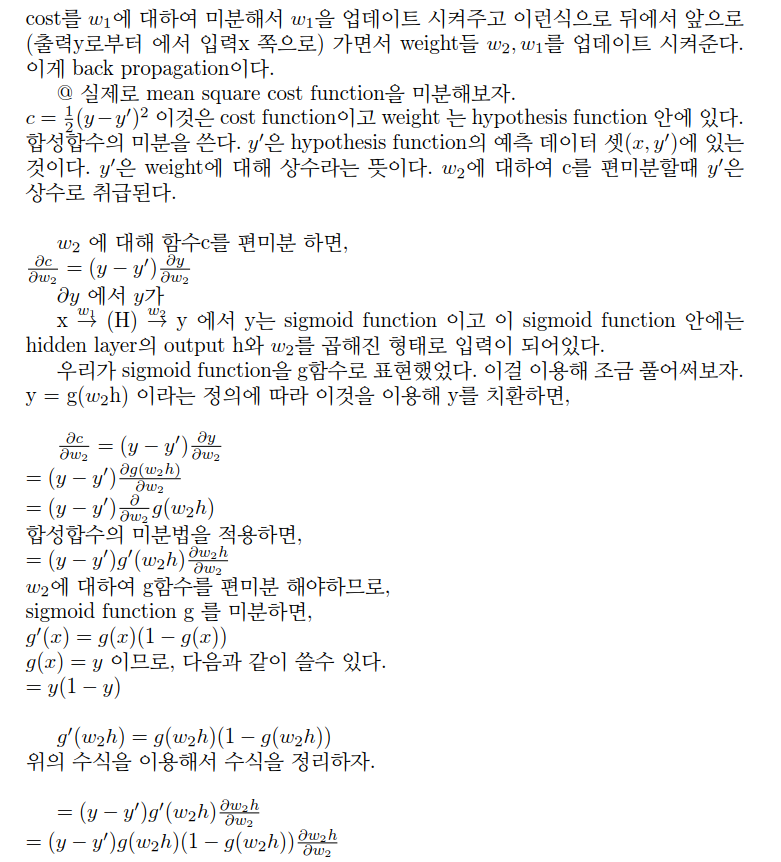 cost를 $w_1$에 대하여 미분해서 $w_1$을 업데이트 시켜주고 이런식으로 뒤에서 앞으로
(출력y로부터 에서 입력x 쪽으로) 가면서 weight들 $w_2, w_1$를 업데이트 시켜준다.
이게 back propagation이다.
@ 실제로 mean square cost function을 미분해보자.
$c = \frac{1}{2}(y-y')^2$ 이것은 cost function이고 weight 는 hypothesis function 안에 있다.
합성합수의 미분을 쓴다. $y'$은 hypothesis function의 예측 데이터 셋$(x, y')$에 있는
것이다. $y'$은 weight에 대해 상수라는 뜻이다. $w_2$에 대하여 c를 편미분할때 $y'$은
상수로 취급된다.
$w_2$ 에 대해 함수c를 편미분 하면,
$\frac{\partial c}{\partial w_2} = (y - y')\frac{\partial y}{\partial w_2}$
$\partial y$ 에서 $y$가
x $\overset{w_1}{\rightarrow}$ (H) $\overset{w_2}{\rightarrow}$ y 에서 y는 sigmoid function 이고 이 sigmoid function 안에는
hidden layer의 output h와 $w_2$를 곱해진 형태로 입력이 되어있다.
우리가 sigmoid function을 g함수로 표현했었다. 이걸 이용해 조금 풀어써보자.
y = g($w_2$h) 이라는 정의에 따라 이것을 이용해 y를 치환하면,
$\frac{\partial c}{\partial w_2} = (y - y')\frac{\partial y}{\partial w_2}$
$= (y - y')\frac{\partial g(w_2h)}{\partial w_2}$
$= (y - y')\frac{\partial}{\partial w_2}g(w_2h)$
합성합수의 미분법을 적용하면,
$= (y - y')g'(w_2h)\frac{\partial w_2h}{\partial w_2}$
$w_2$에 대하여 g함수를 편미분 해야하므로,
sigmoid function g 를 미분하면,
$g'(x) = g(x)(1 - g(x))$
$g(x) = y$ 이므로, 다음과 같이 쓸수 있다.
$= y(1 - y)$
$g'(w_2h) = g(w_2h)(1 - g(w_2h))$
위의 수식을 이용해서 수식을 정리하자.
$= (y - y')g'(w_2h)\frac{\partial w_2h}{\partial w_2}$
$= (y - y')g(w_2h)(1 - g(w_2h))\frac{\partial w_2h}{\partial w_2}$